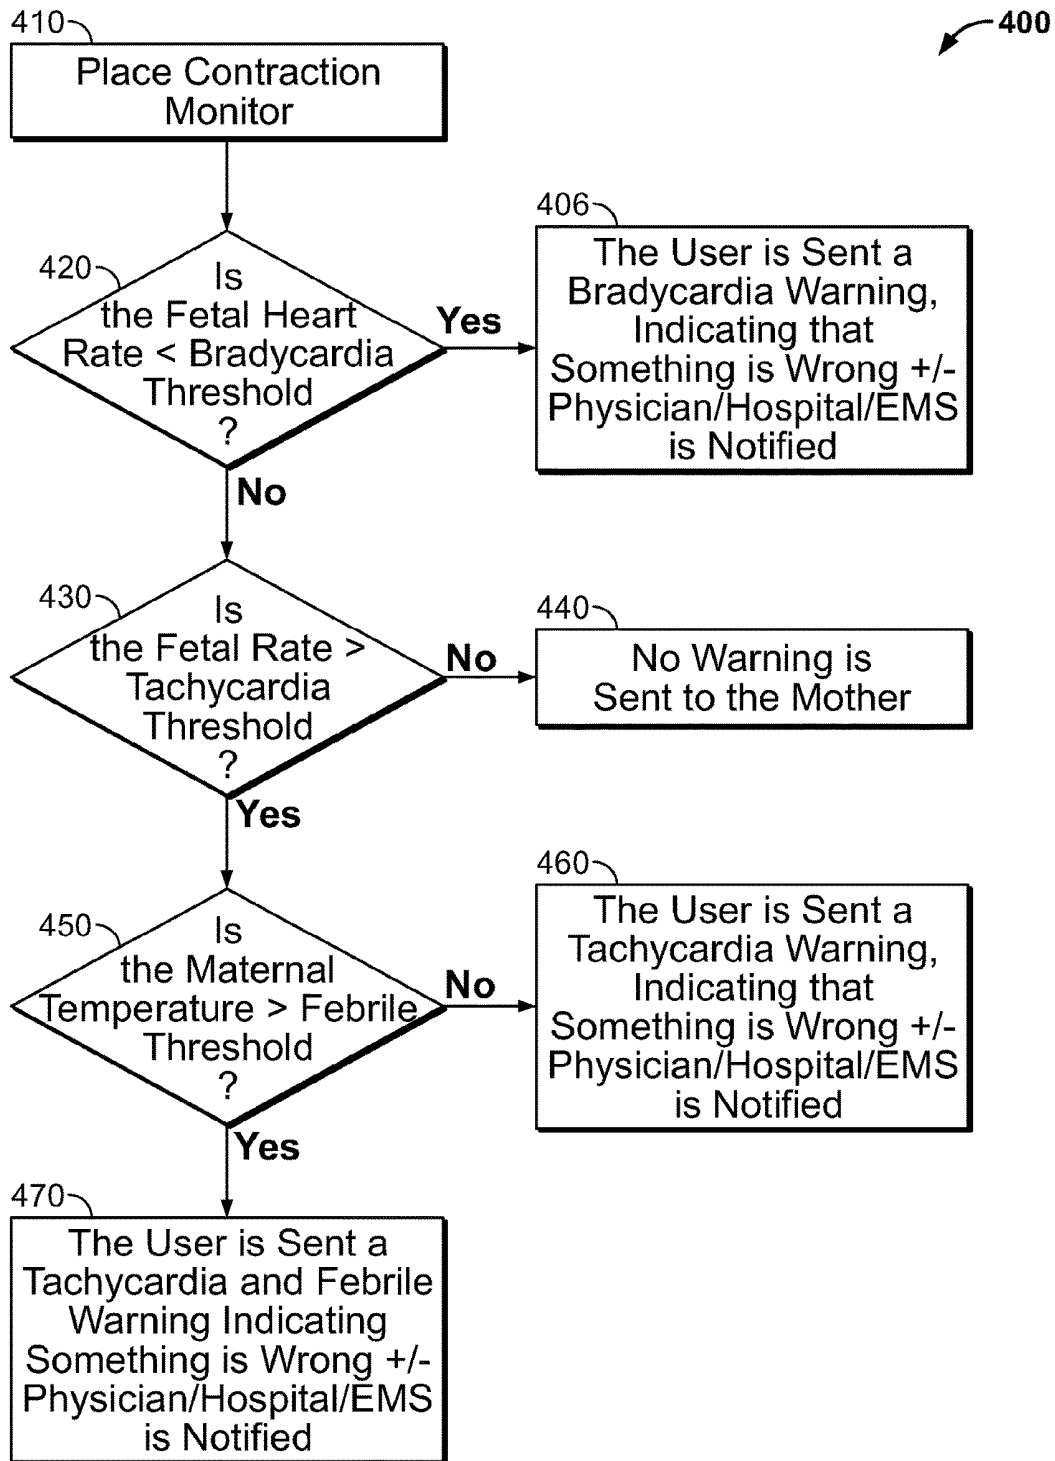 410
400
Place Contraction
Monitor
406
The User is Sent a
Bradycardia Warning,
Indicating that
Something is Wrong +/-
Physician/Hospital/EMS
is Notified
420
Is
the Fetal Heart
Rate < Bradycardia
Threshold
?
Yes
No
430
Is
the Fetal Rate >
Tachycardia
Threshold
?
No
440
No Warning is
Sent to the Mother
Yes
460
The User is Sent a
Tachycardia Warning,
Indicating that
Something is Wrong +/-
Physician/Hospital/EMS
is Notified
450
Is
the Maternal
Temperature > Febrile
Threshold
?
No
Yes
470
The User is Sent a
Tachycardia and Febrile
Warning Indicating
Something is Wrong +/-
Physician/Hospital/EMS
is Notified